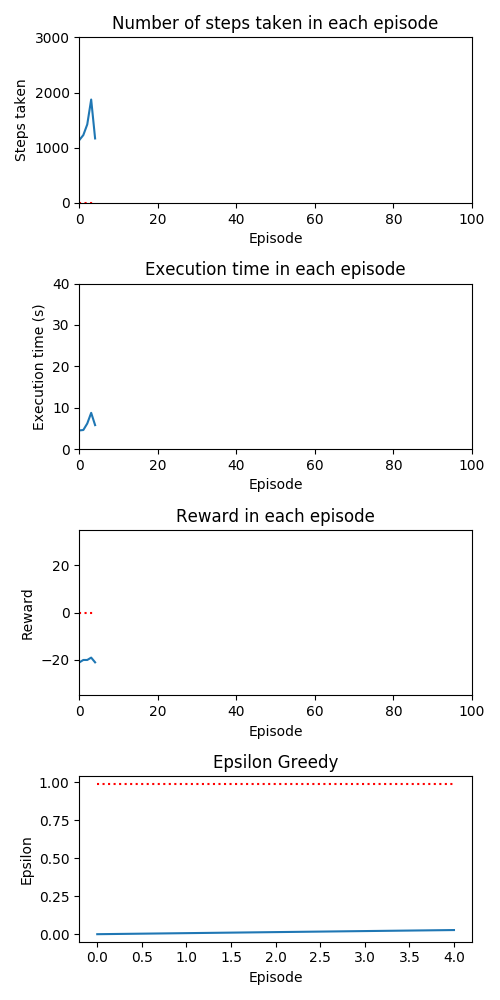 Number of steps taken in each episode
3000
2000
1000
0
Steps taken
0 20 40 60 80 100
Episode
Execution time in each episode
40
30
20
10
0
Execution time (s)
0 20 40 60 80 100
Episode
Reward in each episode
20
0
−20
Reward
0 20 40 60 80 100
Episode
Epsilon Greedy
1.00
0.75
0.50
0.25
0.00
Epsilon
0.0 0.5 1.0 1.5 2.0 2.5 3.0 3.5 4.0
Episode